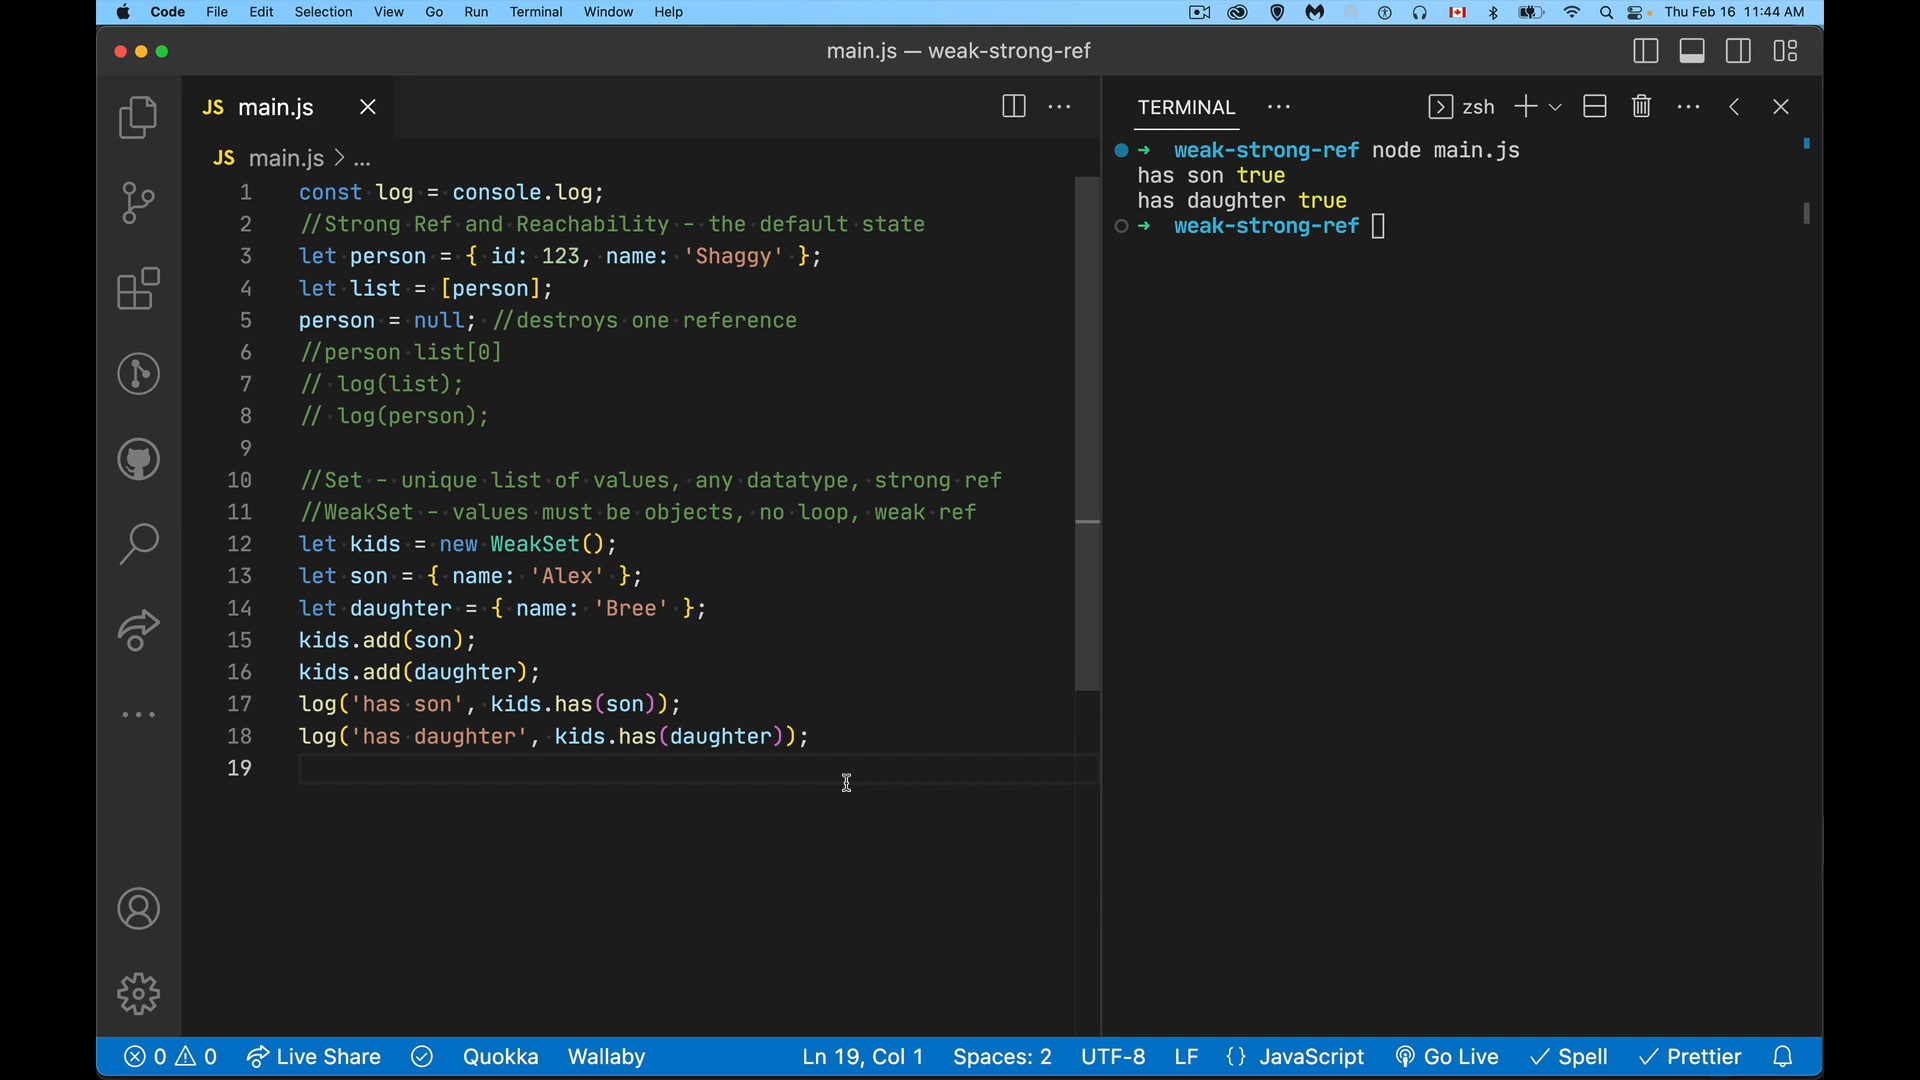 Code File Edit Selection View Go Run Terminal Window Help Thu Feb 16 11:44 AM
main.js — weak-strong-ref
JS main.js
JS main.js > ...
1 const log = console.log;
2 //Strong Ref and Reachability - the default state
3 let person = { id: 123, name: 'Shaggy' };
4 let list = [person];
5 person = null; //destroys one reference
6 //person list[0]
7 // log(list);
8 // log(person);
9
10 //Set - unique list of values, any datatype, strong ref
11 //WeakSet - values must be objects, no loop, weak ref
12 let kids = new WeakSet();
13 let son = { name: 'Alex' };
14 let daughter = { name: 'Bree' };
15 kids.add(son);
16 kids.add(daughter);
17 log('has son', kids.has(son));
18 log('has daughter', kids.has(daughter));
19
TERMINAL ... zsh
➜ weak-strong-ref node main.js
has son true
has daughter true
➜ weak-strong-ref
0 0 Live Share Quokka Wallaby Ln 19, Col 1 Spaces: 2 UTF-8 LF {} JavaScript Go Live Spell Prettier